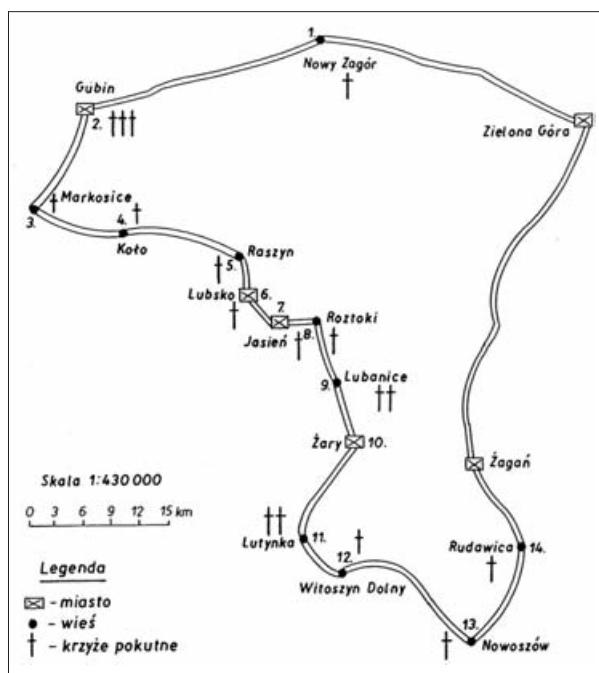 1.
Nowy Zagór
Gubin
2.
Zielona Góra
Markosice
3.
4.
Koło
Raszyn
5.
Lubsko
6.
7.
Jasień
8.
Roztoki
9.
Lubanice
Żary
10.
Żagań
Skala 1:430 000
0 3 6 9 12 15 km
Lutynka
11.
12.
Witoszyn Dolny
Rudawica
14.
13.
Nowoszów
Legenda
- miasto
- wieś
- krzyże pokutne